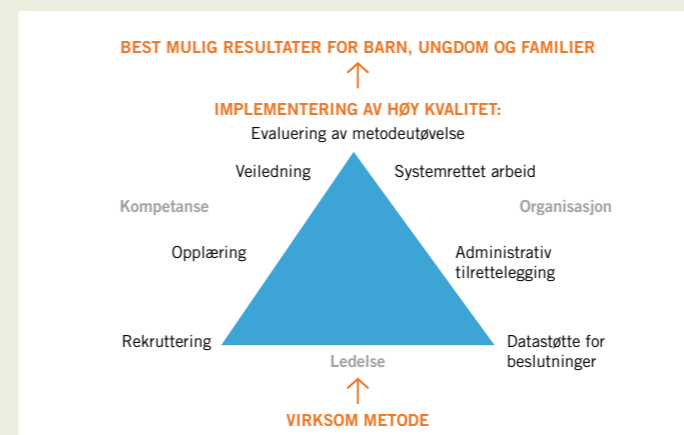 BEST MULIG RESULTATER FOR BARN, UNGDOM OG FAMILIER
IMPLEMENTERING AV HØY KVALITET:
Evaluering av metodeutøvelse
Veiledning
Systemrettet arbeid
Kompetanse
Organisasjon
Opplæring
Administrativ
tilrettelegging
Rekruttering
Datastøtte for
beslutninger
Ledelse
VIRKSOM METODE